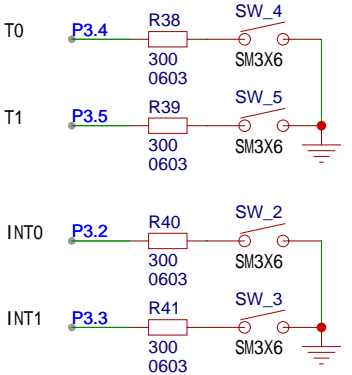 T0 P3.4 R38 SW_4
300 SM3X6
0603
T1 P3.5 R39 SW_5
300 SM3X6
0603
INT0 P3.2 R40 SW_2
300 SM3X6
0603
INT1 P3.3 R41 SW_3
300 SM3X6
0603